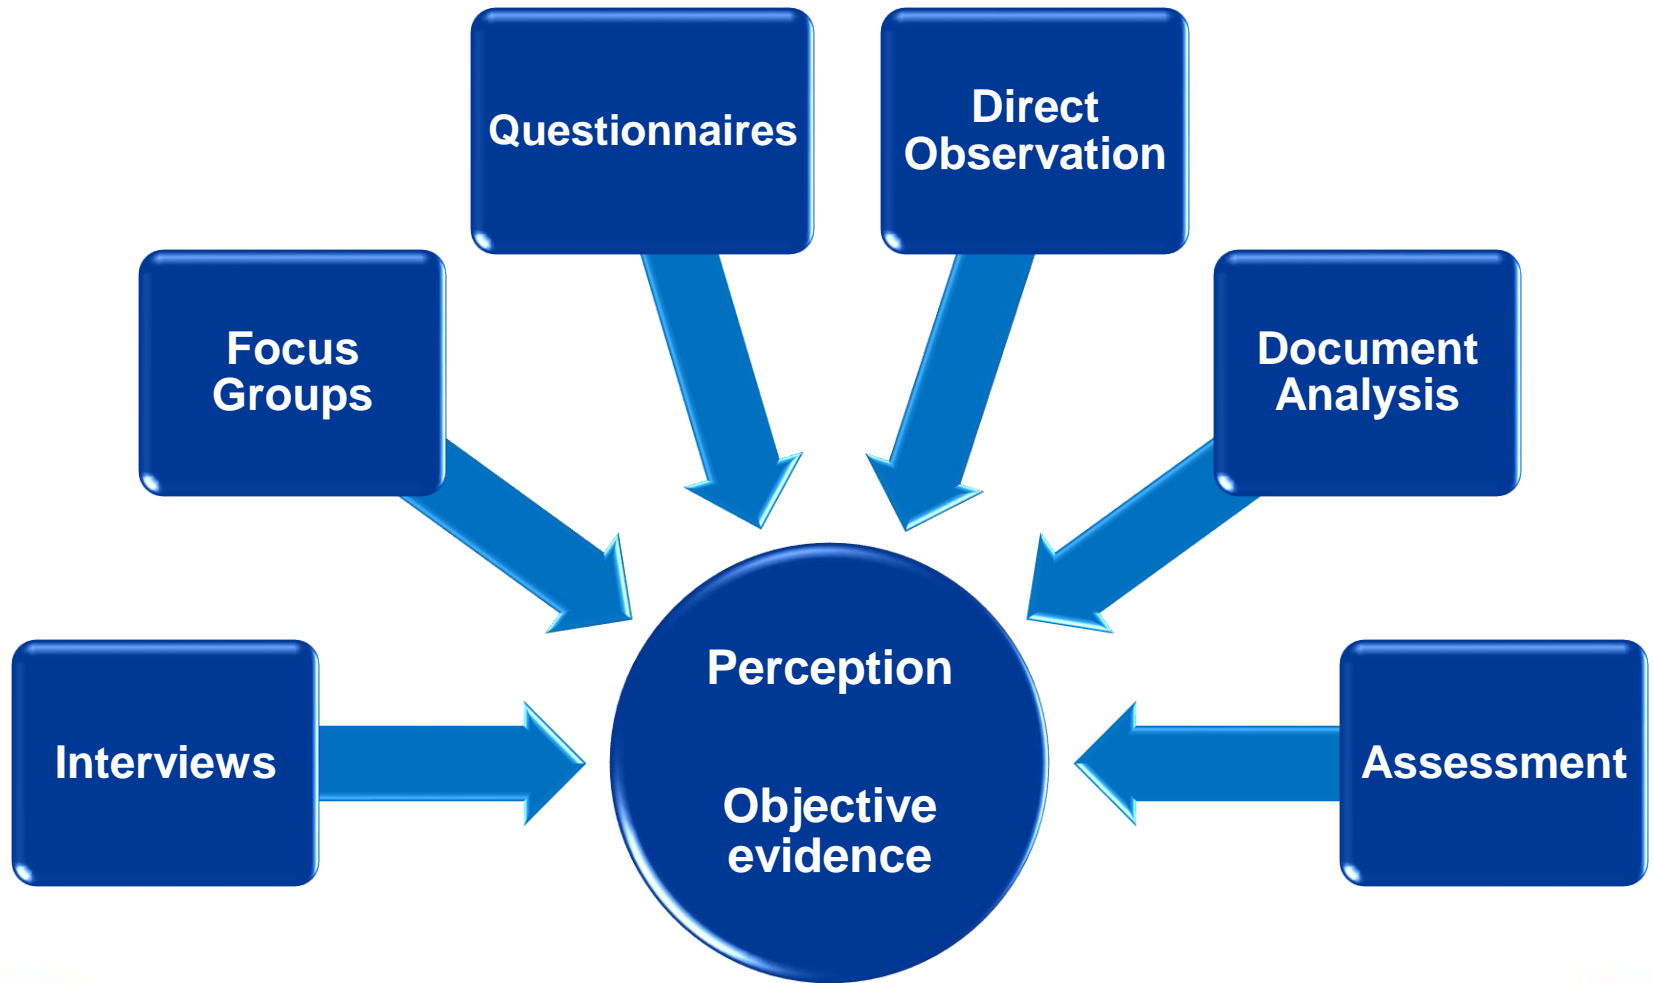 Questionnaires
Direct
Observation
Focus
Groups
Document
Analysis
Interviews
Perception
Objective
evidence
Assessment